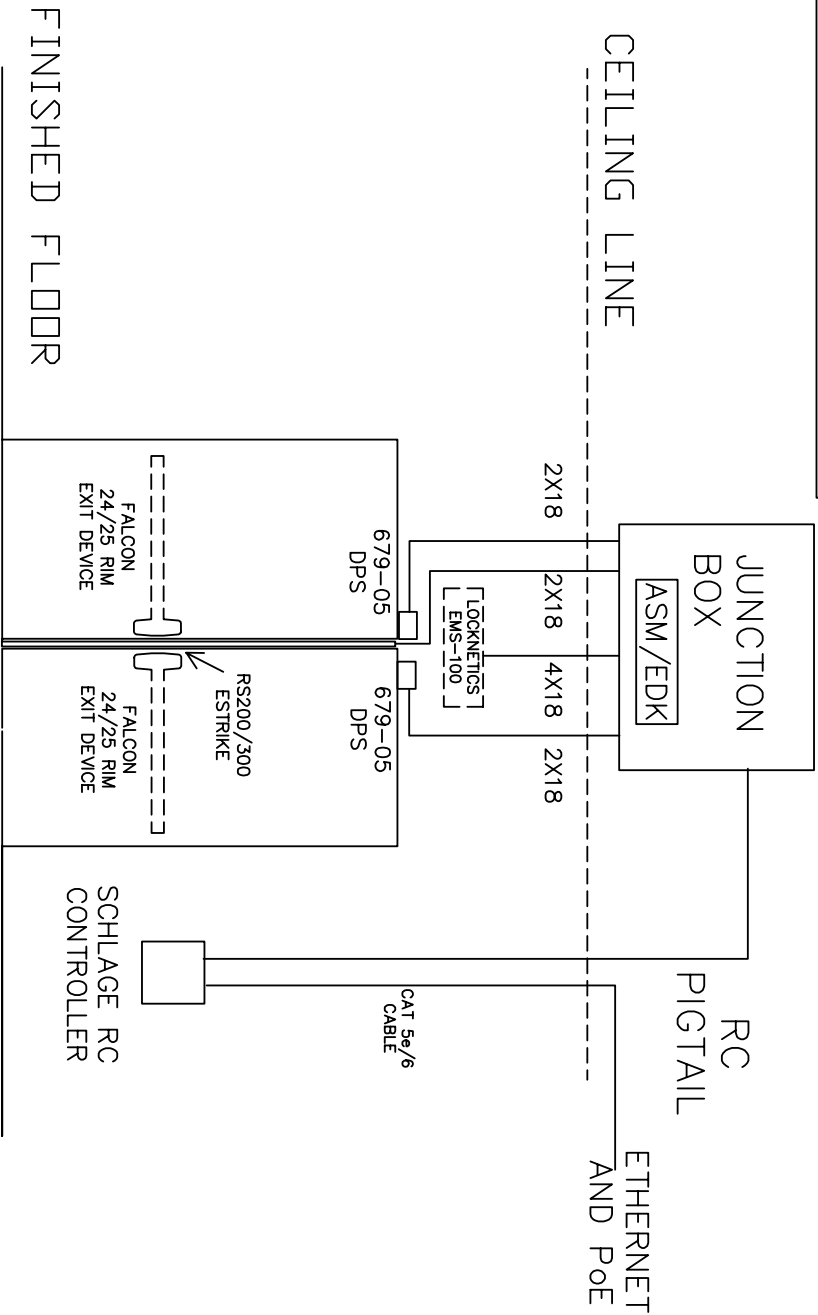 JUNCTION
BOX
ASM/EDK
RC
PIGTAIL
ETHERNET
AND PoE
CEILING LINE
2X18
2X18
4X18
2X18
LOCKNETICS
EMS-100
679-05
DPS
679-05
DPS
CAT 5e/6
CABLE
RS200/300
ESTRIKE
FALCON
24/25 RIM
EXIT DEVICE
FALCON
24/25 RIM
EXIT DEVICE
SCHLAGE RC
CONTROLLER
FINISHED FLOOR